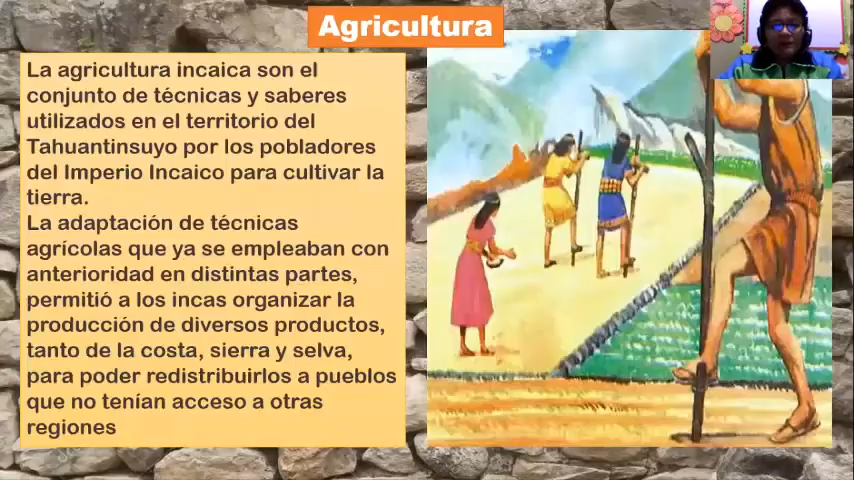 Agricultura
La agricultura incaica son el
conjunto de técnicas y saberes
utilizados en el territorio del
Tahuantinsuyo por los pobladores
del Imperio Incaico para cultivar la
tierra.
La adaptación de técnicas
agrícolas que ya se empleaban con
anterioridad en distintas partes,
permitió a los incas organizar la
producción de diversos productos,
tanto de la costa, sierra y selva,
para poder redistribuirlos a pueblos
que no tenían acceso a otras
regiones